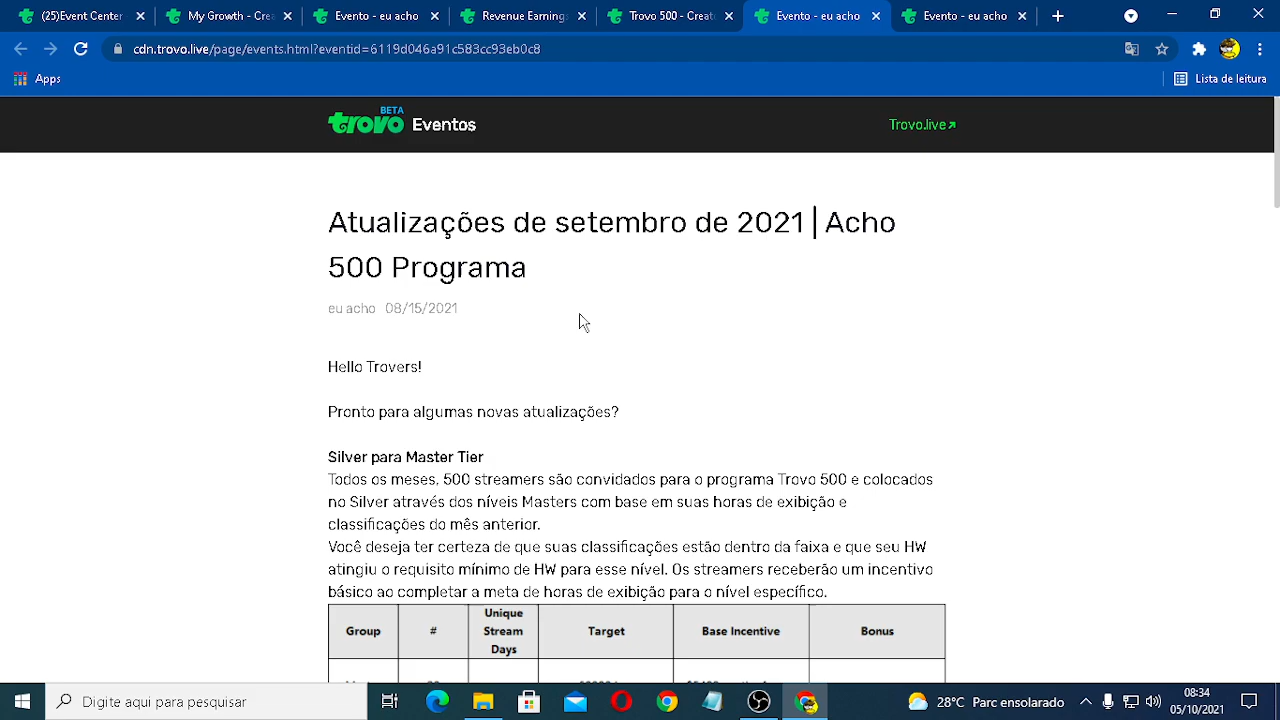 (25) Event Center
My Growth - Cre
Evento - eu acho
Revenue Earning
Trovo 500 - Creat
Evento - eu acho
Evento - eu acho
cdn.trovo.live/page/events.html?eventid=6119d046a91c583cc93eb0c8
Apps
Lista de leitura
trovo BETA Eventos
Trovo.live
Atualizações de setembro de 2021 | Acho
500 Programa
eu acho 08/15/2021
Hello Trovers!
Pronto para algumas novas atualizações?
Silver para Master Tier
Todos os meses, 500 streamers são convidados para o programa Trovo 500 e colocados
no Silver através dos níveis Masters com base em suas horas de exibição e
classificações do mês anterior.
Você deseja ter certeza de que suas classificações estão dentro da faixa e que seu HW
atingiu o requisito mínimo de HW para esse nível. Os streamers receberão um incentivo
básico ao completar a meta de horas de exibição para o nível específico.
Group # Unique Stream Days Target Base Incentive Bonus
Digite aqui para pesquisar
28°C Parc ensolarado
08:34
05/10/2021